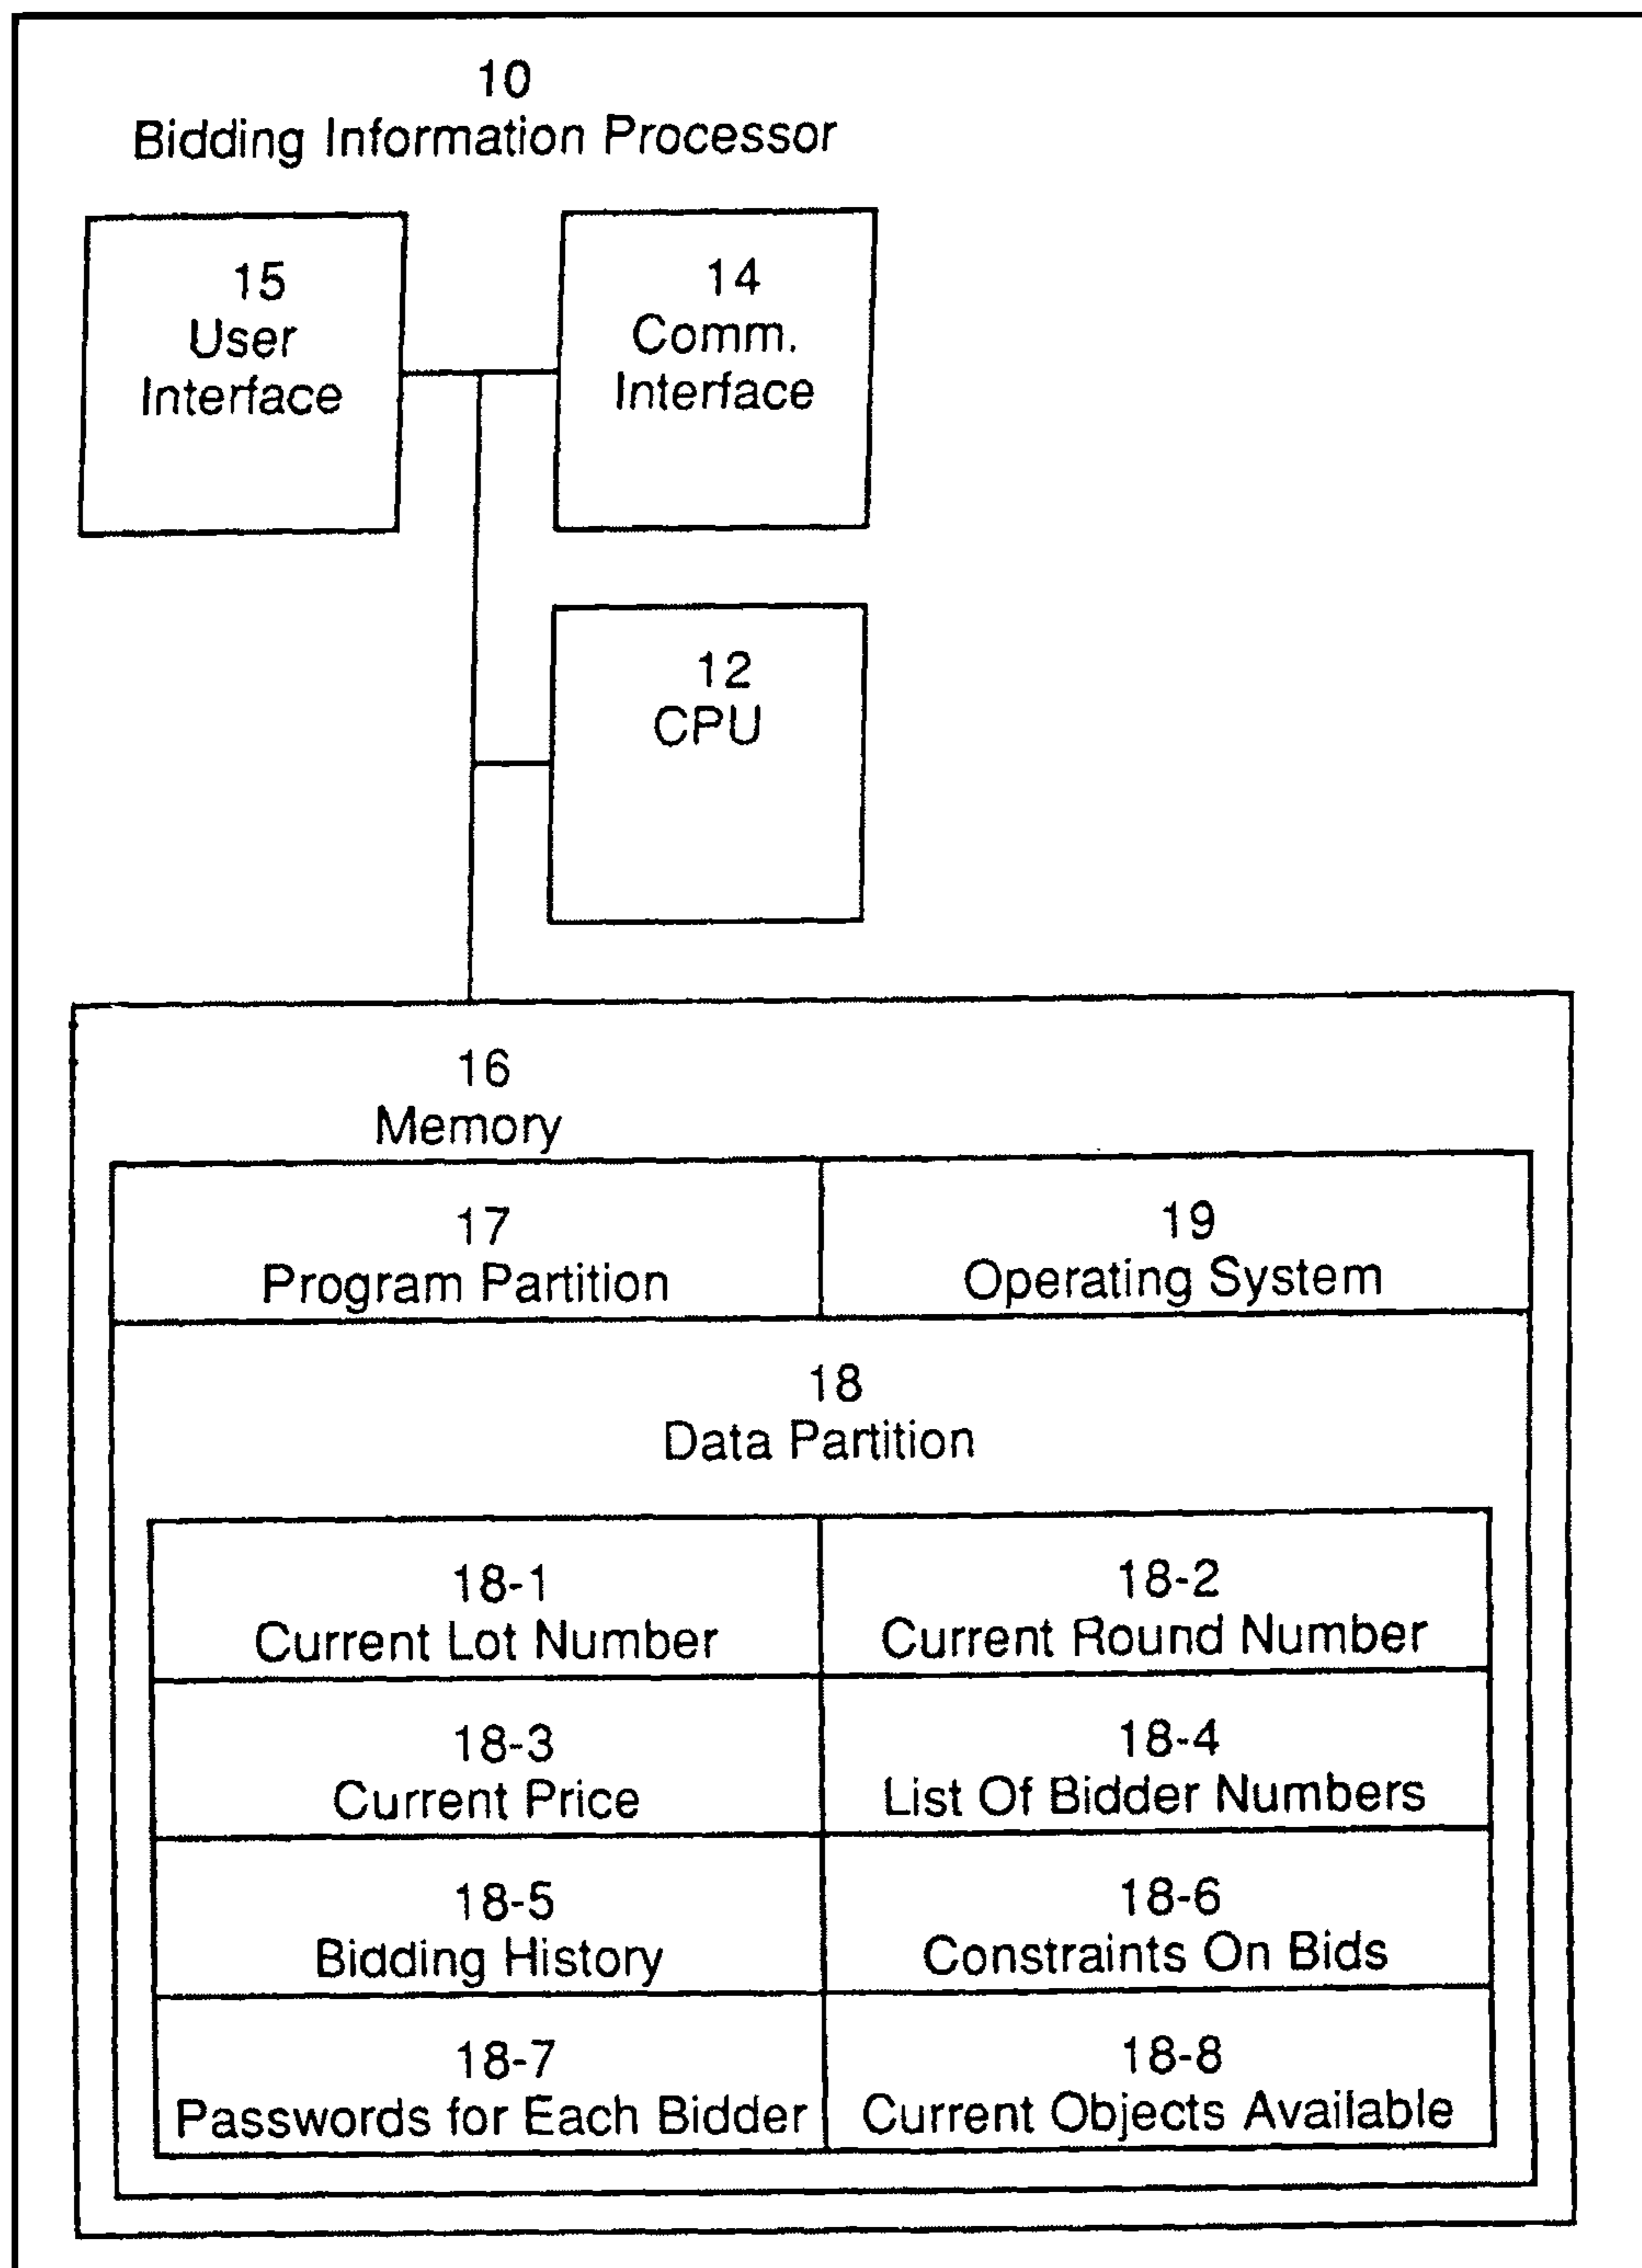 10
Bidding Information Processor
15
User
Interface
14
Comm.
Interface
12
CPU
16
Memory
17
Program Partition
19
Operating System
18
Data Partition
18-1
Current Lot Number
18-2
Current Round Number
18-3
Current Price
18-4
List Of Bidder Numbers
18-5
Bidding History
18-6
Constraints On Bids
18-7
Passwords for Each Bidder
18-8
Current Objects Available